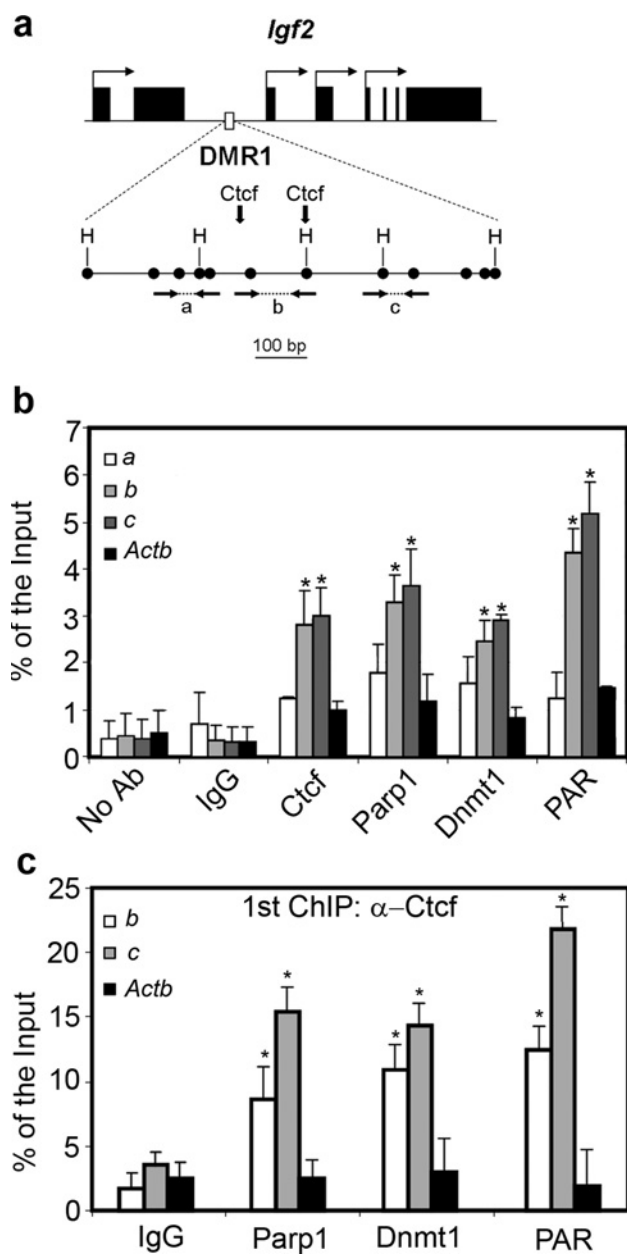 a
Igf2
DMR1
Ctcf Ctcf
H H H H H
a b c
100 bp
b
% of the Input
7
6
5
4
3
2
1
0
a
b
c
Actb
No Ab IgG Ctcf Parp1 Dnmt1 PAR
* * * * * * * *
c
% of the Input
25
20
15
10
5
0
b
c
Actb
1st ChIP: α–Ctcf
* * * * * *
IgG Parp1 Dnmt1 PAR